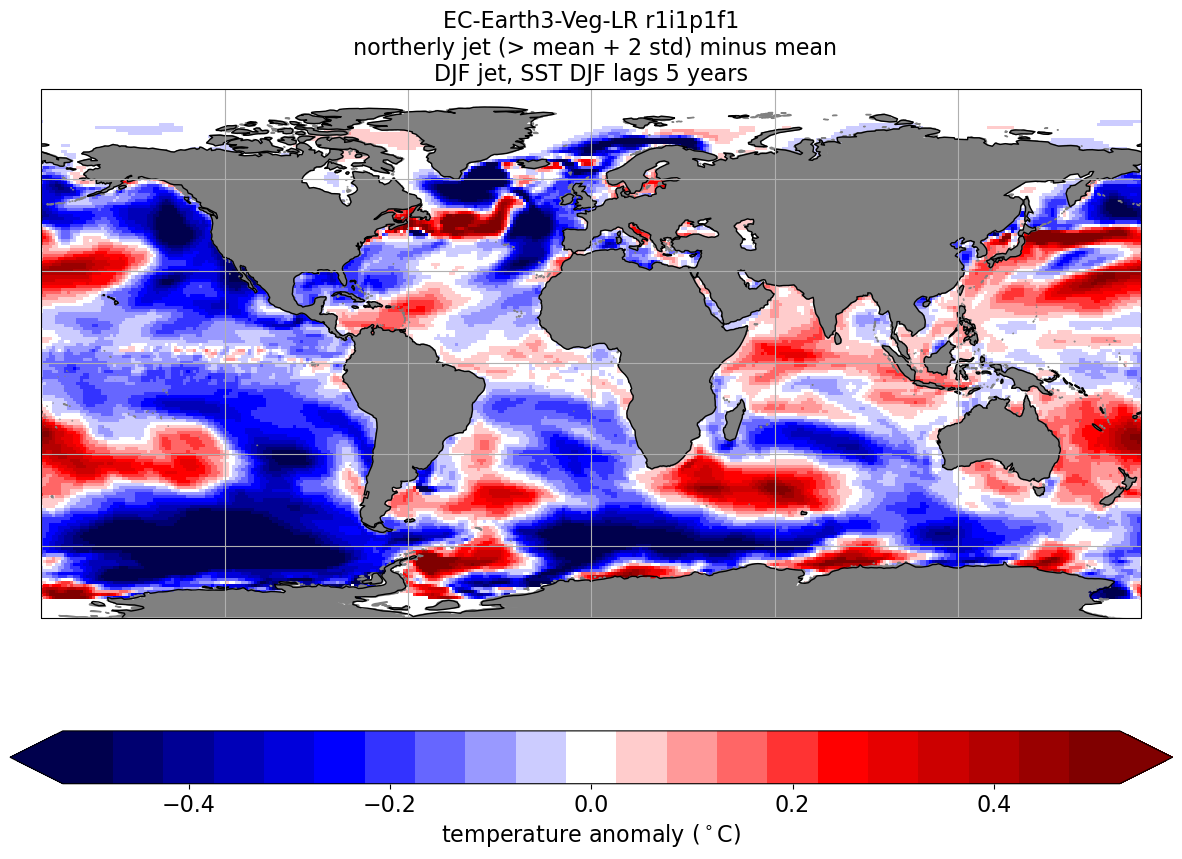 EC-Earth3-Veg-LR r1i1p1f1
northerly jet (> mean + 2 std) minus mean
DJF jet, SST DJF lags 5 years
−0.4 −0.2 0.0 0.2 0.4
temperature anomaly (°C)